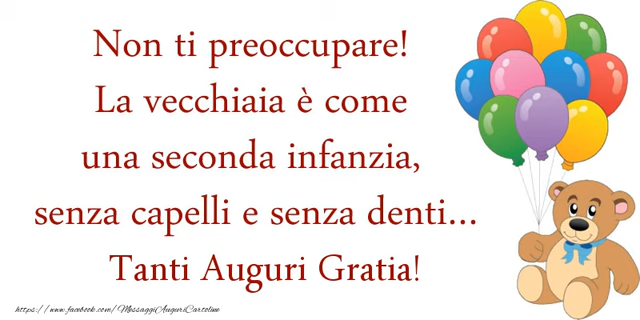 Non ti preoccupare!
La vecchiaia è come
una seconda infanzia,
senza capelli e senza denti...
Tanti Auguri Gratia!
https://www.facebook.com/MessaggiAuguriCartoline